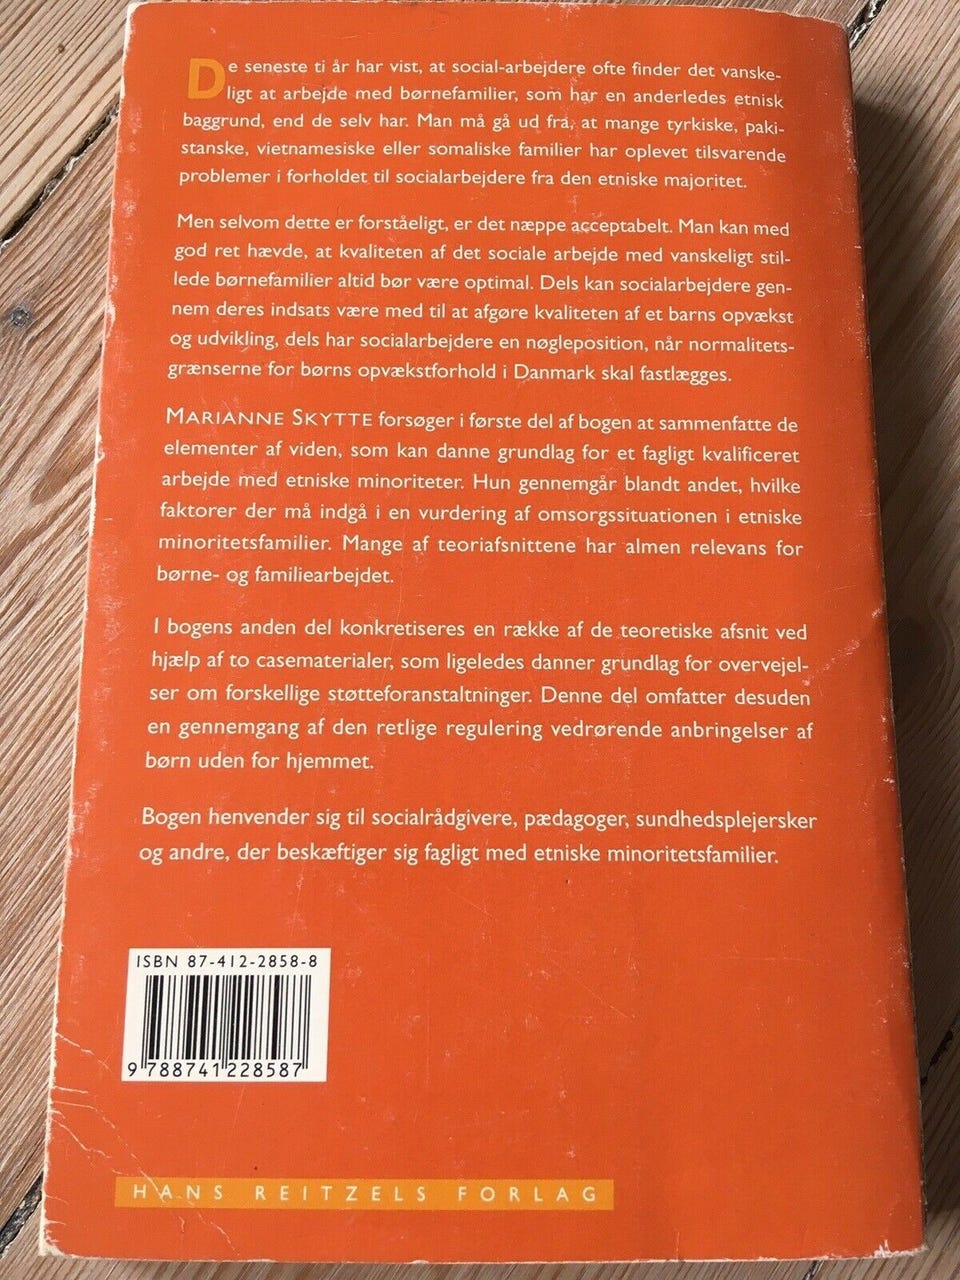 De seneste ti år har vist, at social-arbejdere ofte finder det vanske-
ligt at arbejde med børnefamilier, som har en anderledes etnisk
baggrund, end de selv har. Man må gå ud fra, at mange tyrkiske, paki-
stanske, vietnamesiske eller somaliske familier har oplevet tilsvarende
problemer i forholdet til socialarbejdere fra den etniske majoritet.
Men selvom dette er forståeligt, er det næppe acceptabelt. Man kan med
god ret hævde, at kvaliteten af det sociale arbejde med vanskeligt stil-
lede børnefamilier altid bør være optimal. Dels kan socialarbejdere gen-
nem deres indsats være med til at afgøre kvaliteten af et barns opvækst
og udvikling, dels har socialarbejdere en nøgleposition, når normalitets-
grænserne for børns opvækstforhold i Danmark skal fastlægges.
MARIANNE SKYTTE forsøger i første del af bogen at sammenfatte de
elementer af viden, som kan danne grundlag for et fagligt kvalificeret
arbejde med etniske minoriteter. Hun gennemgår blandt andet, hvilke
faktorer der må indgå i en vurdering af omsorgssituationen i etniske
minoritetsfamilier. Mange af teoriafsnittene har almen relevans for
børne- og familiearbejdet.
I bogens anden del konkretiseres en række af de teoretiske afsnit ved
hjælp af to casematerialer, som ligeledes danner grundlag for overvejel-
ser om forskellige støtteforanstaltninger. Denne del omfatter desuden
en gennemgang af den retlige regulering vedrørende anbringelser af
børn uden for hjemmet.
Bogen henvender sig til socialrådgivere, pædagoger, sundhedsplejersker
og andre, der beskæftiger sig fagligt med etniske minoritetsfamilier.
ISBN 87-412-2858-8
9 788741 228587
HANS REITZELS FORLAG